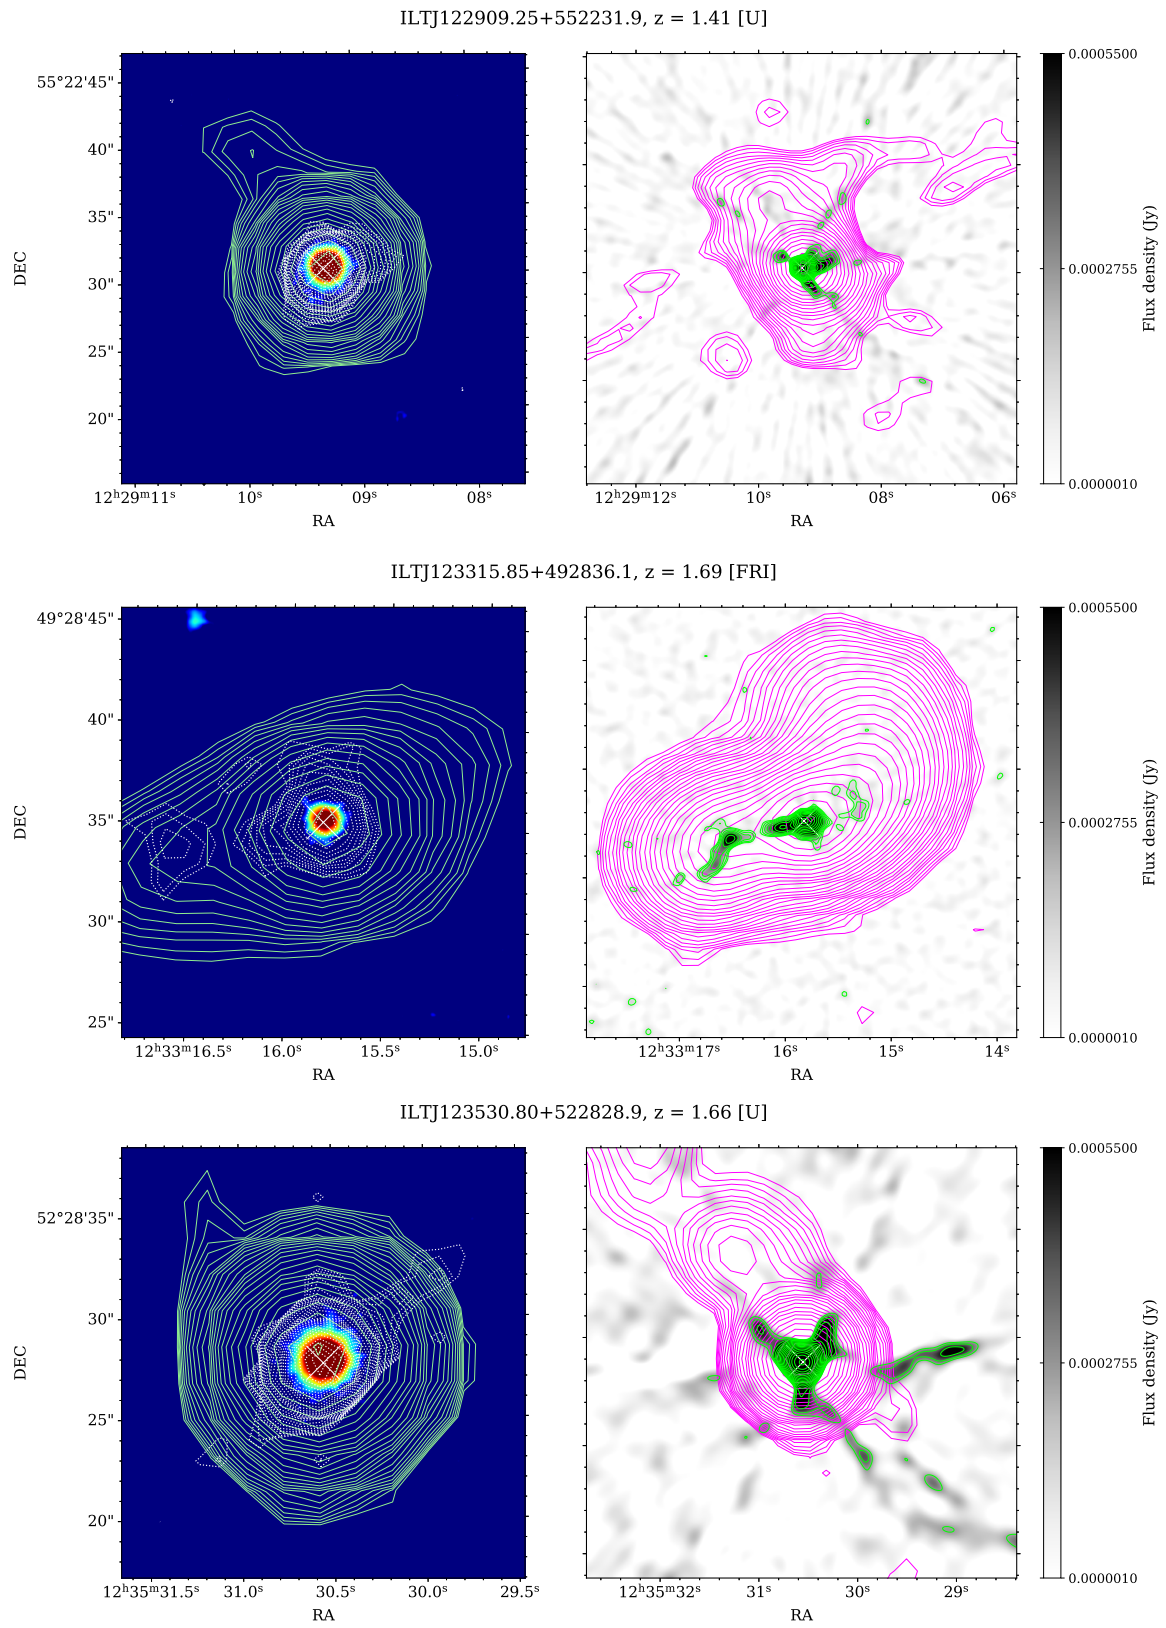 ILTJ122909.25+552231.9, z = 1.41 [U]
55°22'45"
40"
35"
30"
25"
20"
DEC
12ʰ29ᵐ11ˢ 10ˢ 09ˢ 08ˢ
RA
12ʰ29ᵐ12ˢ 10ˢ 08ˢ 06ˢ
RA
0.0005500
0.0002755
0.0000010
Flux density (Jy)
ILTJ123315.85+492836.1, z = 1.69 [FRI]
49°28'45"
40"
35"
30"
25"
DEC
12ʰ33ᵐ16.5ˢ 16.0ˢ 15.5ˢ 15.0ˢ
RA
12ʰ33ᵐ17ˢ 16ˢ 15ˢ 14ˢ
RA
0.0005500
0.0002755
0.0000010
Flux density (Jy)
ILTJ123530.80+522828.9, z = 1.66 [U]
52°28'35"
30"
25"
20"
DEC
12ʰ35ᵐ31.5ˢ 31.0ˢ 30.5ˢ 30.0ˢ 29.5ˢ
RA
12ʰ35ᵐ32ˢ 31ˢ 30ˢ 29ˢ
RA
0.0005500
0.0002755
0.0000010
Flux density (Jy)